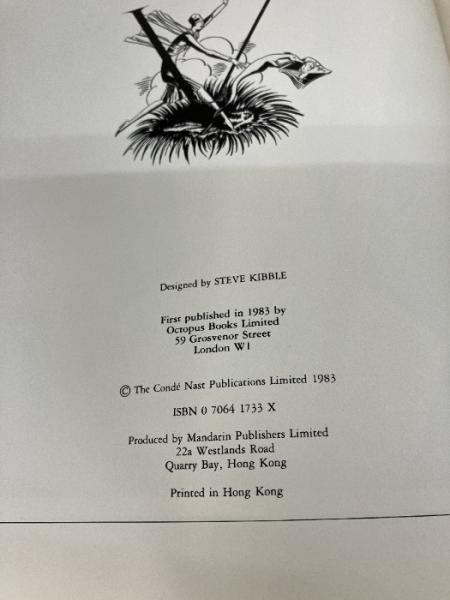 Designed by STEVE KIBBLE
First published in 1983 by
Octopus Books Limited
59 Grosvenor Street
London W1
© The Condé Nast Publications Limited 1983
ISBN 0 7064 1733 X
Produced by Mandarin Publishers Limited
22a Westlands Road
Quarry Bay, Hong Kong
Printed in Hong Kong